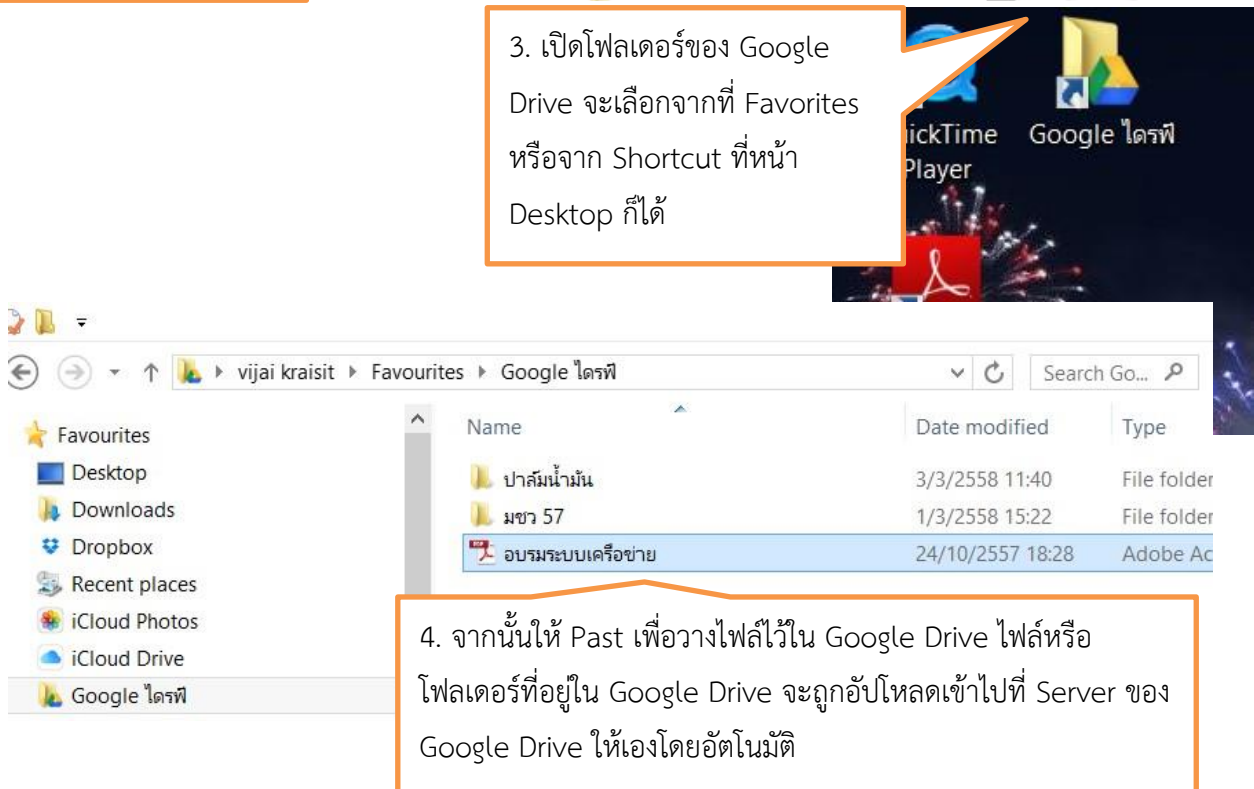 3. เปิดโฟลเดอร์ของ Google
Drive จะเลือกจากที่ Favorites
หรือจาก Shortcut ที่หน้า
Desktop ก็ได้
ickTime
Player
Google ไดรฟ์
vijai kraisit
Favourites
Google ไดรฟ์
Search Go...
Favourites
Desktop
Downloads
Dropbox
Recent places
iCloud Photos
iCloud Drive
Google ไดรฟ์
Name Date modified Type
ปาล์มน้ำมัน 3/3/2558 11:40 File folder
มชว 57 1/3/2558 15:22 File folder
อบรมระบบเครือข่าย 24/10/2557 18:28 Adobe Ac
4. จากนั้นให้ Past เพื่อวางไฟล์ไว้ใน Google Drive ไฟล์หรือ
โฟลเดอร์ที่อยู่ใน Google Drive จะถูกอัปโหลดเข้าไปที่ Server ของ
Google Drive ให้เองโดยอัตโนมัติ